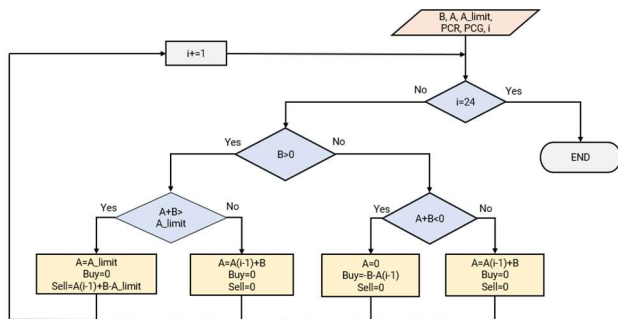 B, A, A_limit,
PCR, PCG, i
i+=1
No
i=24
Yes
Yes
B>0
No
END
Yes
A+B>
A_limit
No
Yes
A+B<0
No
A=A_limit
Buy=0
Sell=A(i-1)+B-A_limit
A=A(i-1)+B
Buy=0
Sell=0
A=0
Buy=-B-A(i-1)
Sell=0
A=A(i-1)+B
Buy=0
Sell=0